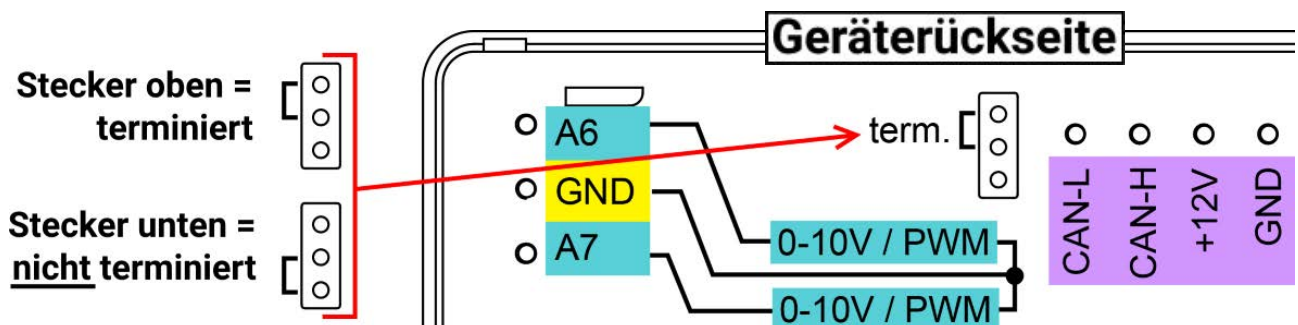 Geräterückseite
Stecker oben =
terminiert
Stecker unten =
nicht terminiert
A6
GND
A7
term.
0-10V / PWM
0-10V / PWM
CAN-L
CAN-H
+12V
GND